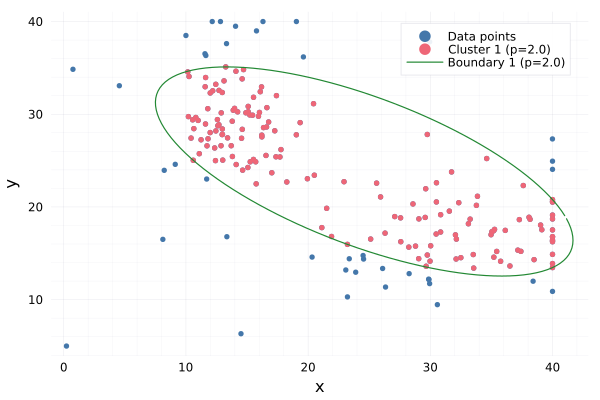 Data points
Cluster 1 (p=2.0)
Boundary 1 (p=2.0)
y
40
30
20
10
0 10 20 30 40
x